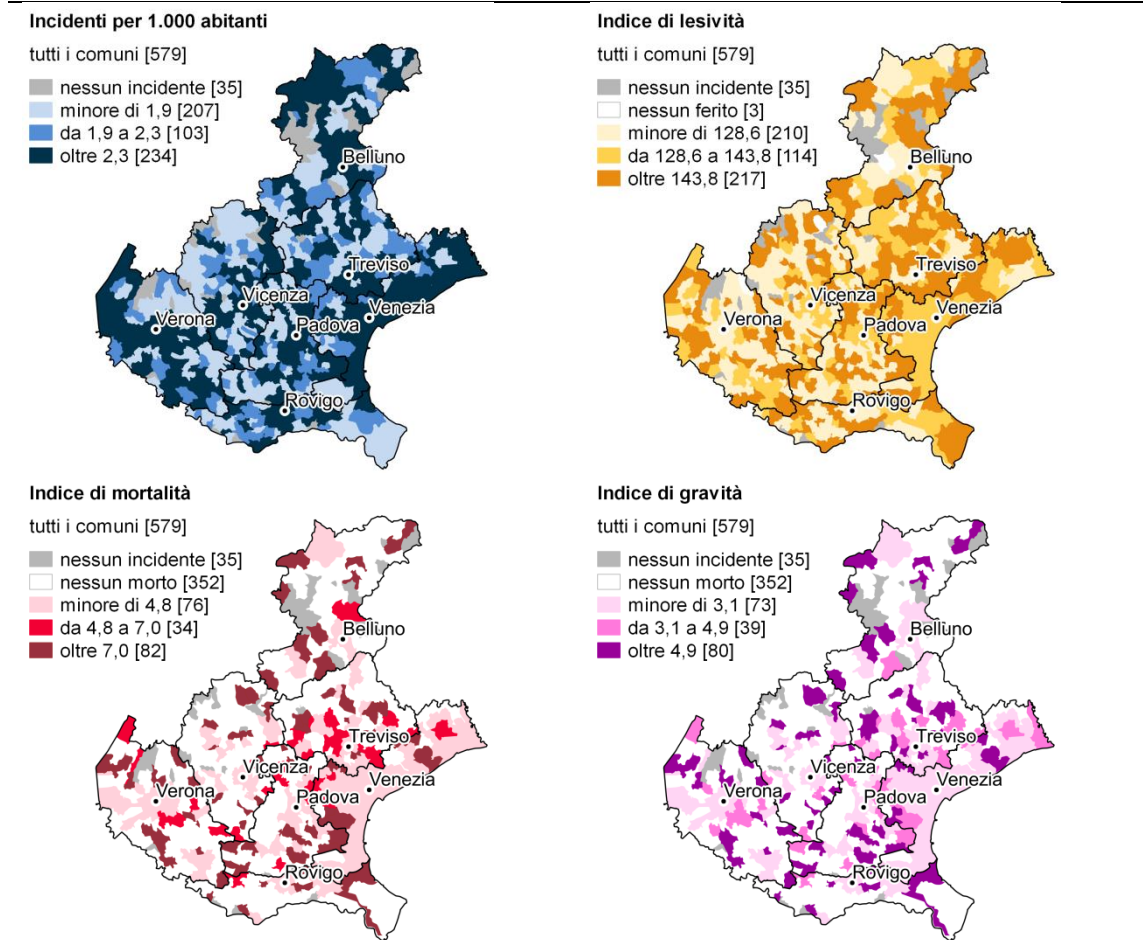 Incidenti per 1.000 abitanti
tutti i comuni [579]
nessun incidente [35]
minore di 1,9 [207]
da 1,9 a 2,3 [103]
oltre 2,3 [234]
Belluno
Treviso
Vicenza
Venezia
Verona
Padova
Rovigo
Indice di lesività
tutti i comuni [579]
nessun incidente [35]
nessun ferito [3]
minore di 128,6 [210]
da 128,6 a 143,8 [114]
oltre 143,8 [217]
Belluno
Treviso
Vicenza
Venezia
Verona
Padova
Rovigo
Indice di mortalità
tutti i comuni [579]
nessun incidente [35]
nessun morto [352]
minore di 4,8 [76]
da 4,8 a 7,0 [34]
oltre 7,0 [82]
Belluno
Treviso
Vicenza
Venezia
Verona
Padova
Rovigo
Indice di gravità
tutti i comuni [579]
nessun incidente [35]
nessun morto [352]
minore di 3,1 [73]
da 3,1 a 4,9 [39]
oltre 4,9 [80]
Belluno
Treviso
Vicenza
Venezia
Verona
Padova
Rovigo